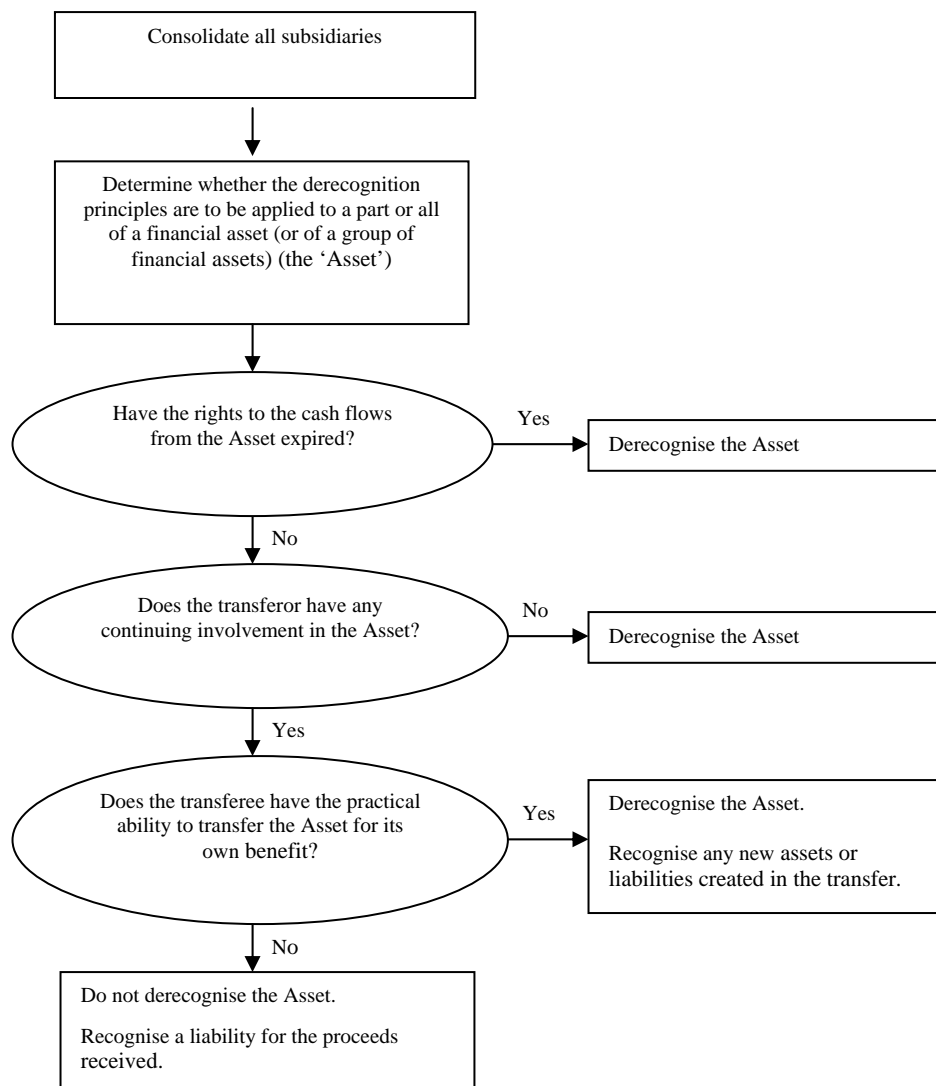 Consolidate all subsidiaries
Determine whether the derecognition
principles are to be applied to a part or all
of a financial asset (or of a group of
financial assets) (the ‘Asset’)
Have the rights to the cash flows
from the Asset expired?
Yes
Derecognise the Asset
No
Does the transferor have any
continuing involvement in the Asset?
No
Derecognise the Asset
Yes
Does the transferee have the practical
ability to transfer the Asset for its
own benefit?
Yes
Derecognise the Asset.
Recognise any new assets or
liabilities created in the transfer.
No
Do not derecognise the Asset.
Recognise a liability for the proceeds
received.